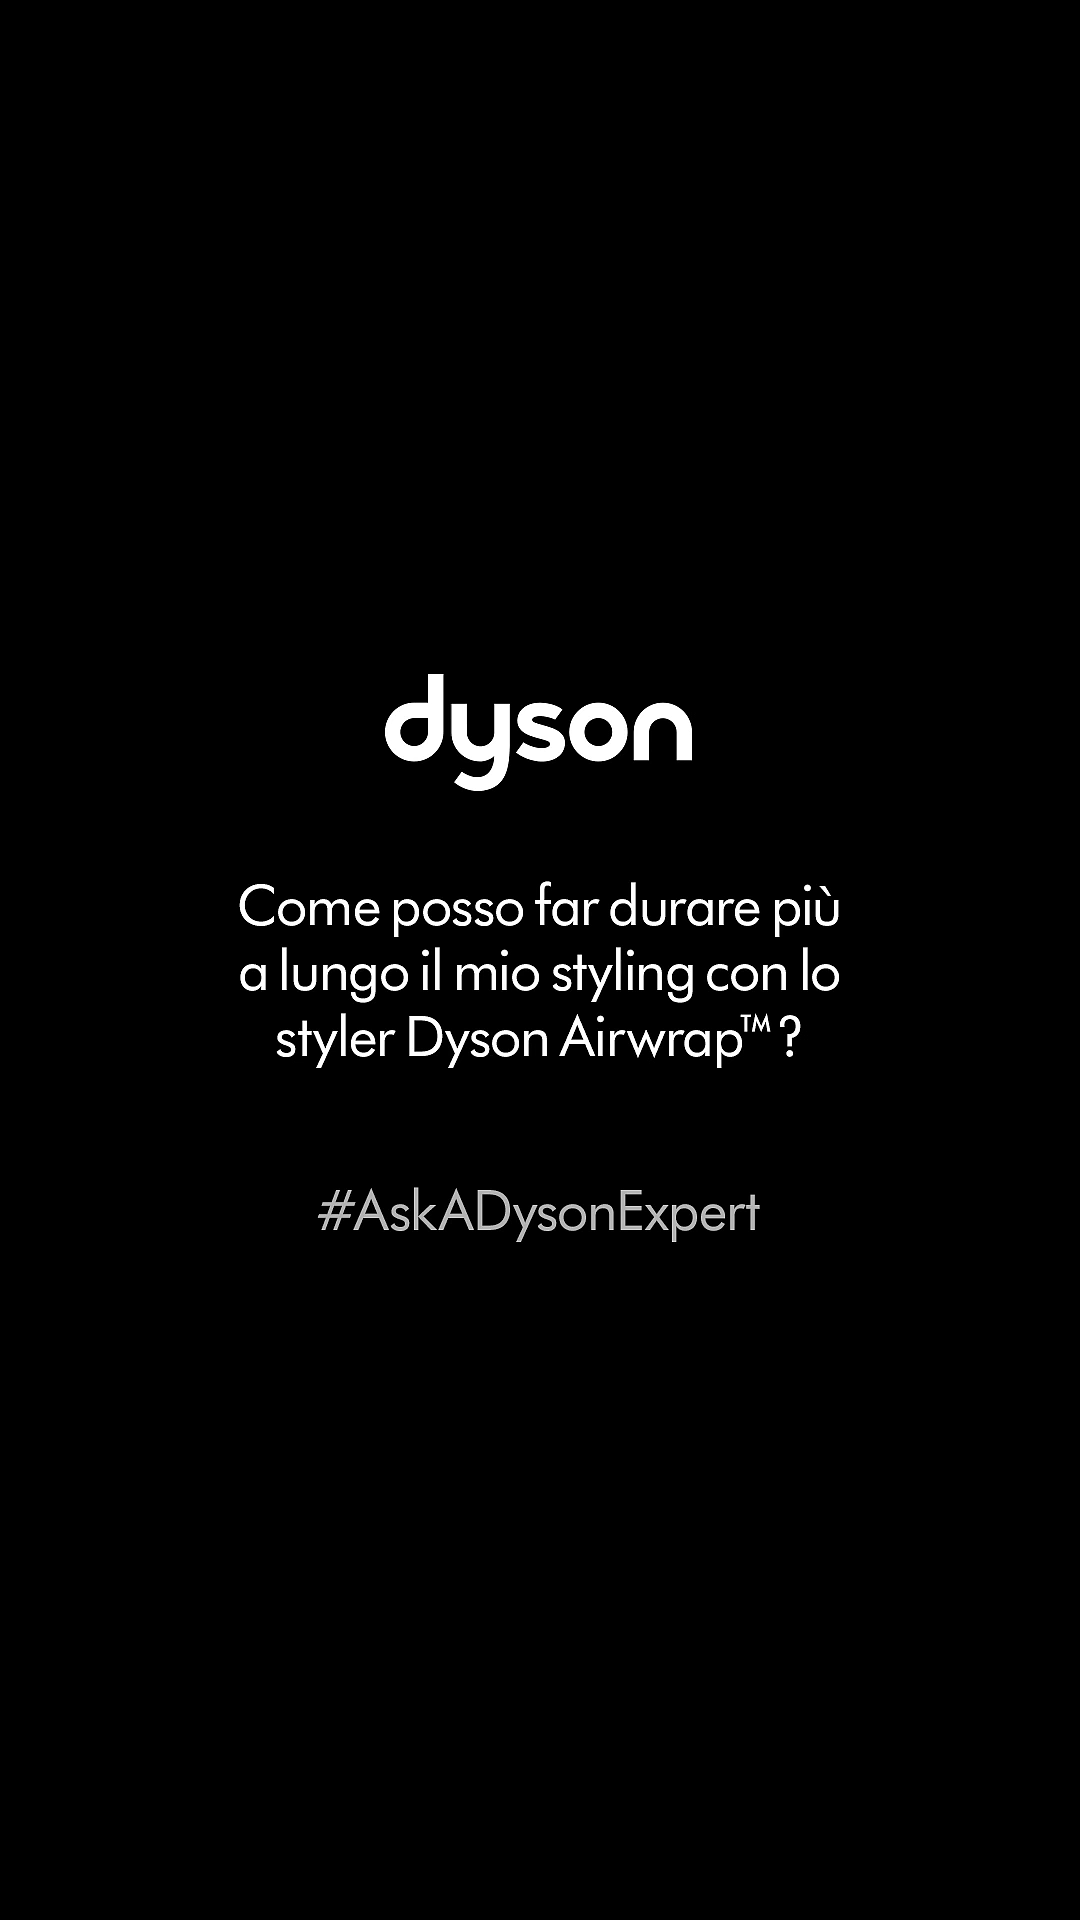 dyson
Come posso far durare più
a lungo il mio styling con lo
styler Dyson Airwrap™ ?
#AskADysonExpert